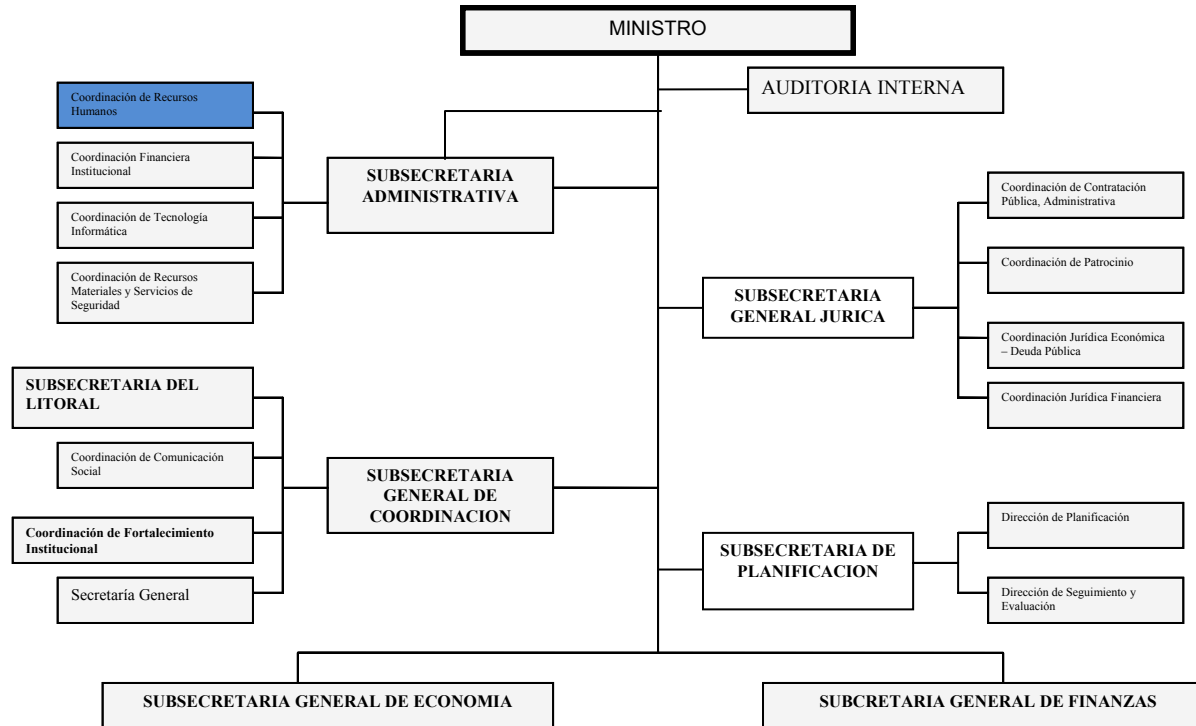 MINISTRO
AUDITORIA INTERNA
Coordinación de Recursos
Humanos
Coordinación Financiera
Institucional
Coordinación de Tecnología
Informática
Coordinación de Recursos
Materiales y Servicios de
Seguridad
SUBSECRETARIA
ADMINISTRATIVA
Coordinación de Contratación
Pública, Administrativa
Coordinación de Patrocinio
Coordinación Jurídica Económica
– Deuda Pública
Coordinación Jurídica Financiera
SUBSECRETARIA
GENERAL JURICA
SUBSECRETARIA DEL
LITORAL
Coordinación de Comunicación
Social
Coordinación de Fortalecimiento
Institucional
Secretaría General
SUBSECRETARIA
GENERAL DE
COORDINACION
SUBSECRETARIA DE
PLANIFICACION
Dirección de Planificación
Dirección de Seguimiento y
Evaluación
SUBSECRETARIA GENERAL DE ECONOMIA
SUBCRETARIA GENERAL DE FINANZAS